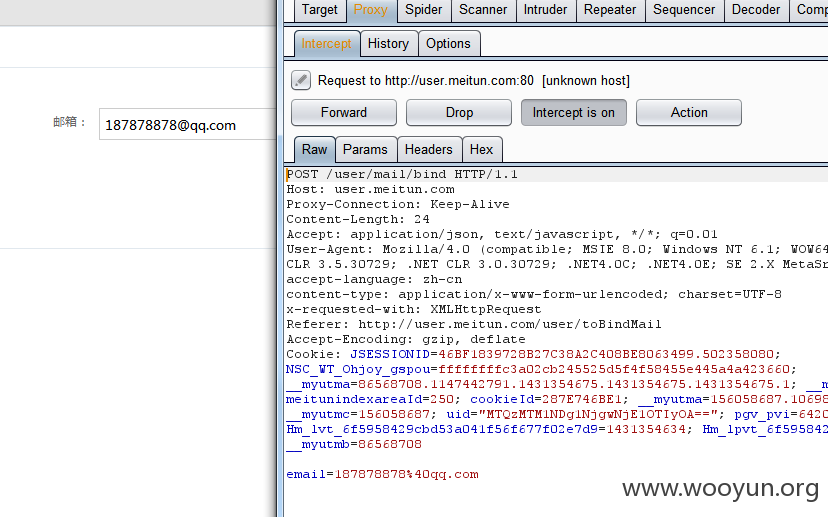 Target Proxy Spider Scanner Intruder Repeater Sequencer Decoder Comp
Intercept History Options
Request to http://user.meitun.com:80 [unknown host]
Forward Drop Intercept is on Action
邮箱： 187878878@qq.com
Raw Params Headers Hex
POST /user/mail/bind HTTP/1.1
Host: user.meitun.com
Proxy-Connection: Keep-Alive
Content-Length: 24
Accept: application/json, text/javascript, */*; q=0.01
User-Agent: Mozilla/4.0 (compatible; MSIE 8.0; Windows NT 6.1; WOW64
CLR 3.5.30729; .NET CLR 3.0.30729; .NET4.0C; .NET4.0E; SE 2.X MetaSr
accept-language: zh-cn
content-type: application/x-www-form-urlencoded; charset=UTF-8
x-requested-with: XMLHttpRequest
Referer: http://user.meitun.com/user/toBindMail
Accept-Encoding: gzip, deflate
Cookie: JSESSIONID=46BF1839728B27C38A2C408BE8063499.502358080;
NSC_WT_Ohjoy_gspou=ffffffffc3a02cb245525d5f4f58455e445a4a423660;
__myutma=86568708.1147442791.1431354675.1431354675.1431354675.1; __m
meitunindexareaId=250; cookieId=287E746BE1; __myutma=156058687.10698
__myutmc=156058687; uid="MTQzMTM1NDg1NjgwNjE1OTIyOA=="; pgv_pvi=6420
Hm_lvt_6f5958429cbd53a041f56f677f02e7d9=1431354634; Hm_lpvt_6f595842
__myutmb=86568708
email=187878878%40qq.com
www.wooyun.org